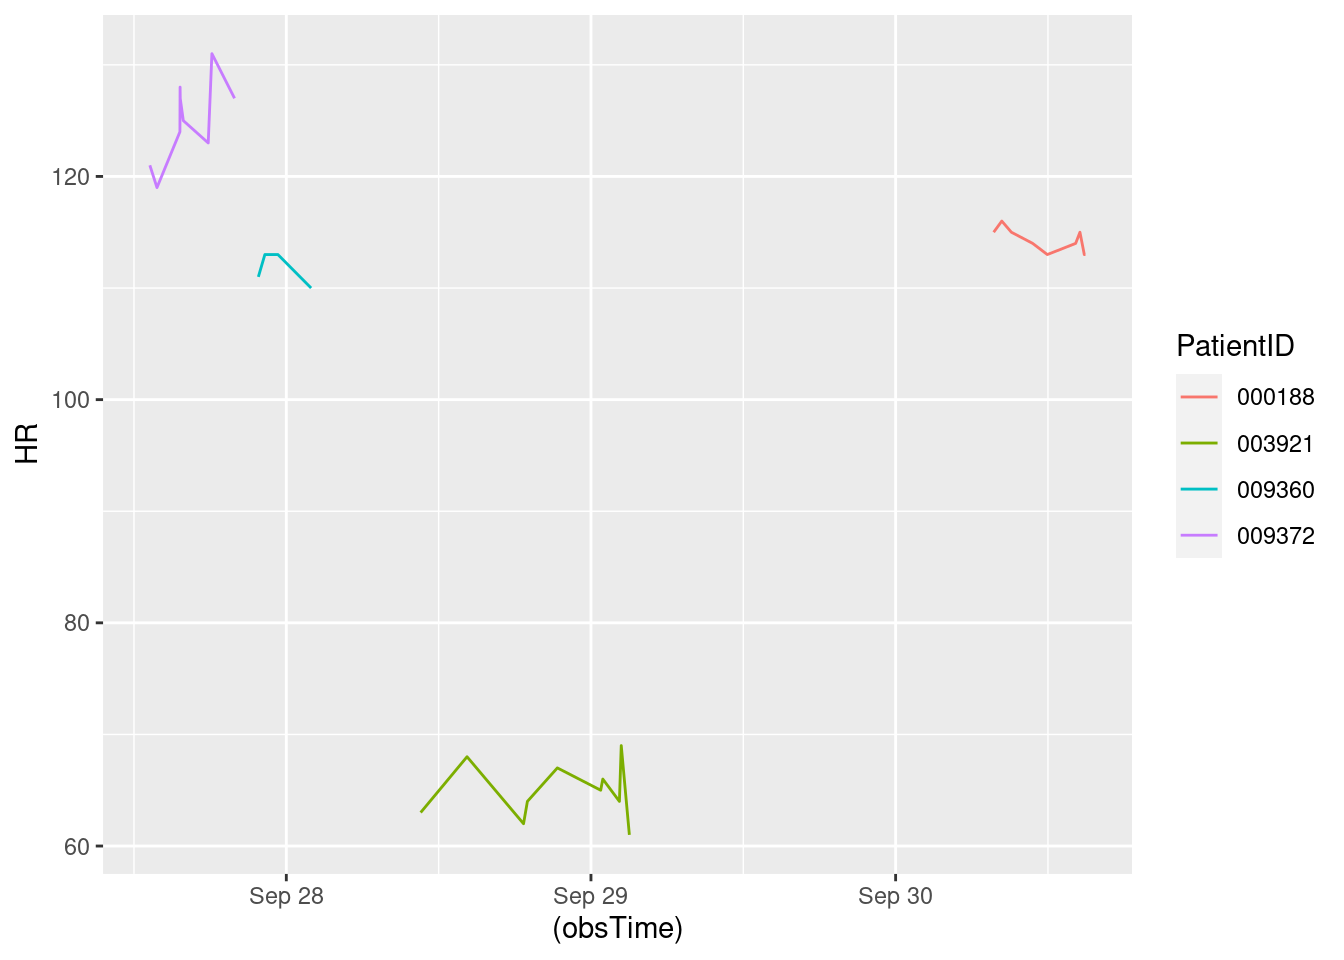 120
100
80
60
HR
Sep 28
Sep 29
Sep 30
(obsTime)
PatientID
000188
003921
009360
009372